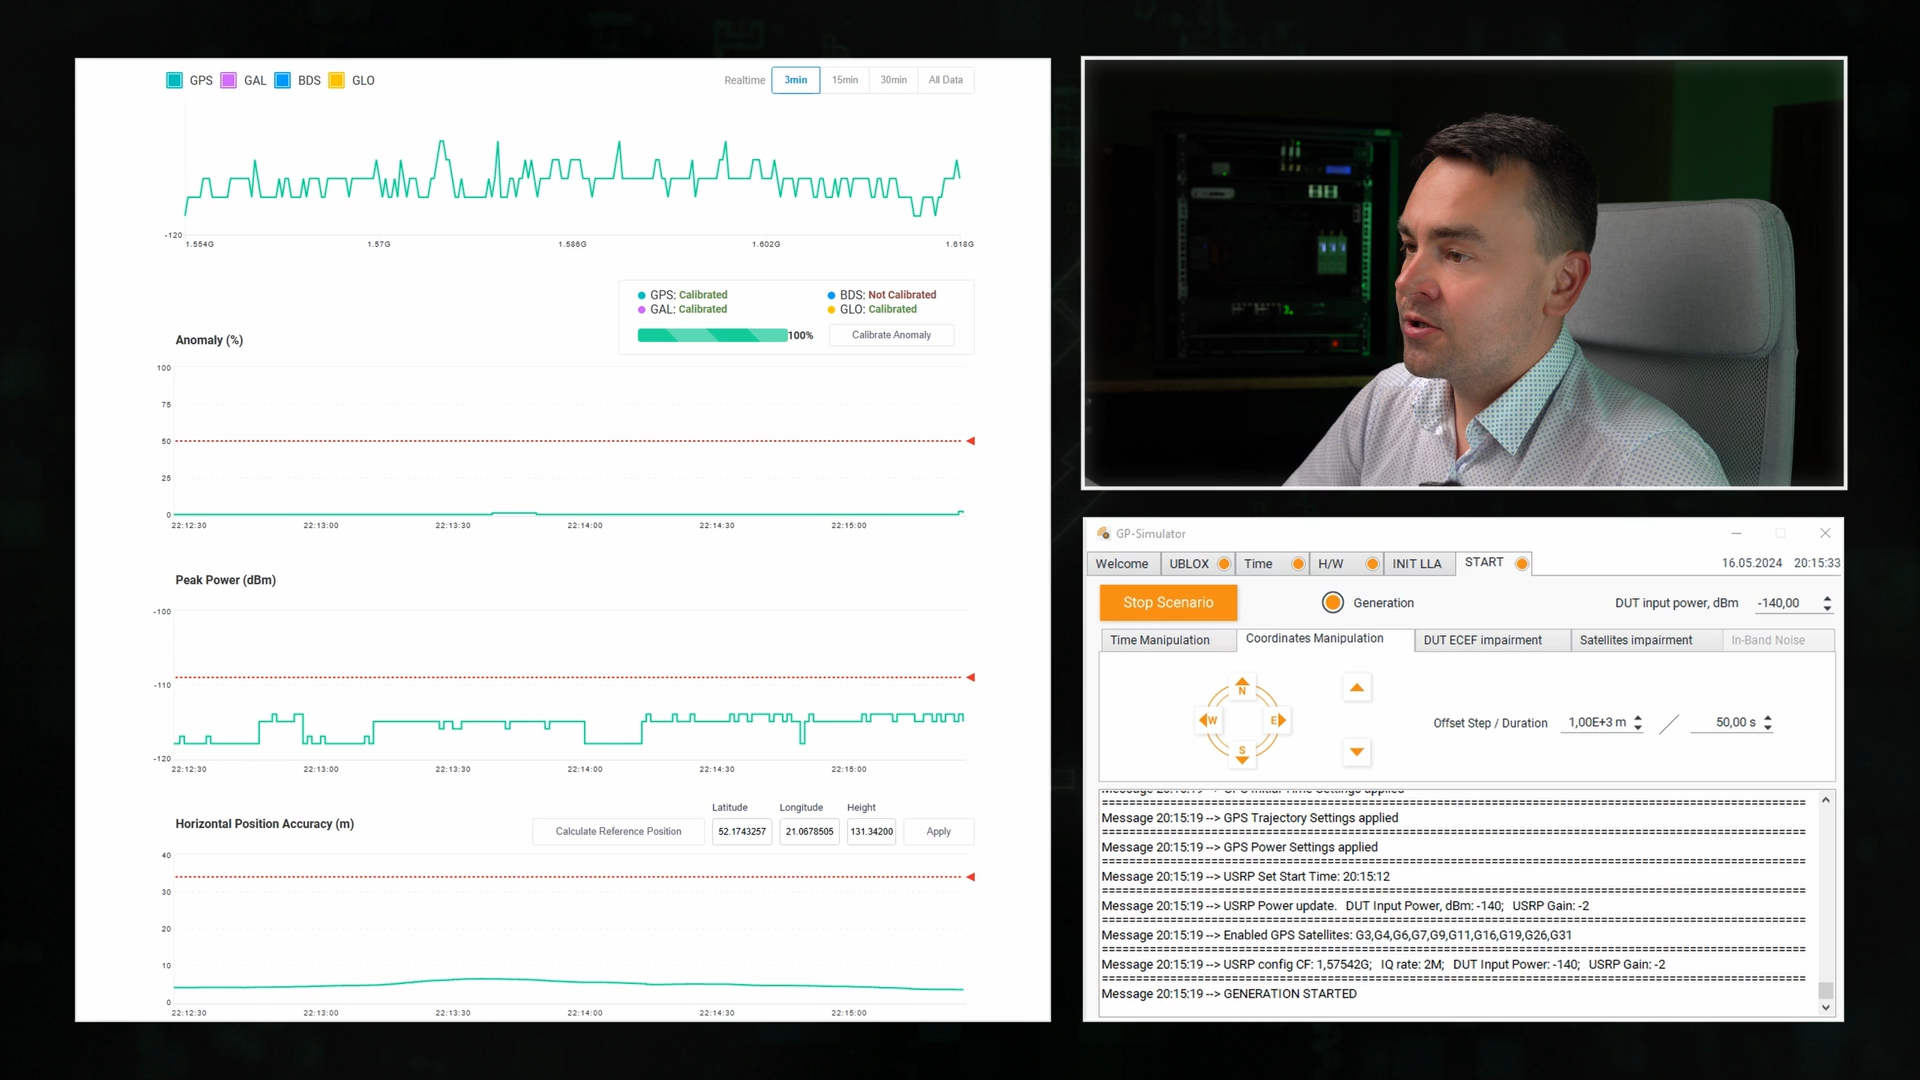 GPS GAL BDS GLO
Realtime 3min 15min 30min All Data
-120
1.554G 1.57G 1.586G 1.602G 1.618G
GPS: Calibrated BDS: Not Calibrated
GAL: Calibrated GLO: Calibrated
100% Calibrate Anomaly
Anomaly (%)
100
75
50
25
0
22:12:30 22:13:00 22:13:30 22:14:00 22:14:30 22:15:00
Peak Power (dBm)
-100
-110
-120
22:12:30 22:13:00 22:13:30 22:14:00 22:14:30 22:15:00
Latitude Longitude Height
Horizontal Position Accuracy (m)
Calculate Reference Position 52.1743257 21.0678505 131.34200 Apply
40
30
20
10
0
22:12:30 22:13:00 22:13:30 22:14:00 22:14:30 22:15:00
GP-Simulator
Welcome UBLOX Time H/W INIT LLA START 16.05.2024 20:15:33
Stop Scenario Generation DUT input power, dBm -140,00
Time Manipulation Coordinates Manipulation DUT ECEF impairment Satellites impairment In-Band Noise
N
W E
S
Offset Step / Duration 1,00E+3 m 50,00 s
Message 20:15:19 --> GPS Initial Time Settings applied
Message 20:15:19 --> GPS Trajectory Settings applied
Message 20:15:19 --> GPS Power Settings applied
Message 20:15:19 --> USRP Set Start Time: 20:15:12
Message 20:15:19 --> USRP Power update. DUT Input Power, dBm: -140; USRP Gain: -2
Message 20:15:19 --> Enabled GPS Satellites: G3,G4,G6,G7,G9,G11,G16,G19,G26,G31
Message 20:15:19 --> USRP config CF: 1,57542G; IQ rate: 2M; DUT Input Power: -140; USRP Gain: -2
Message 20:15:19 --> GENERATION STARTED